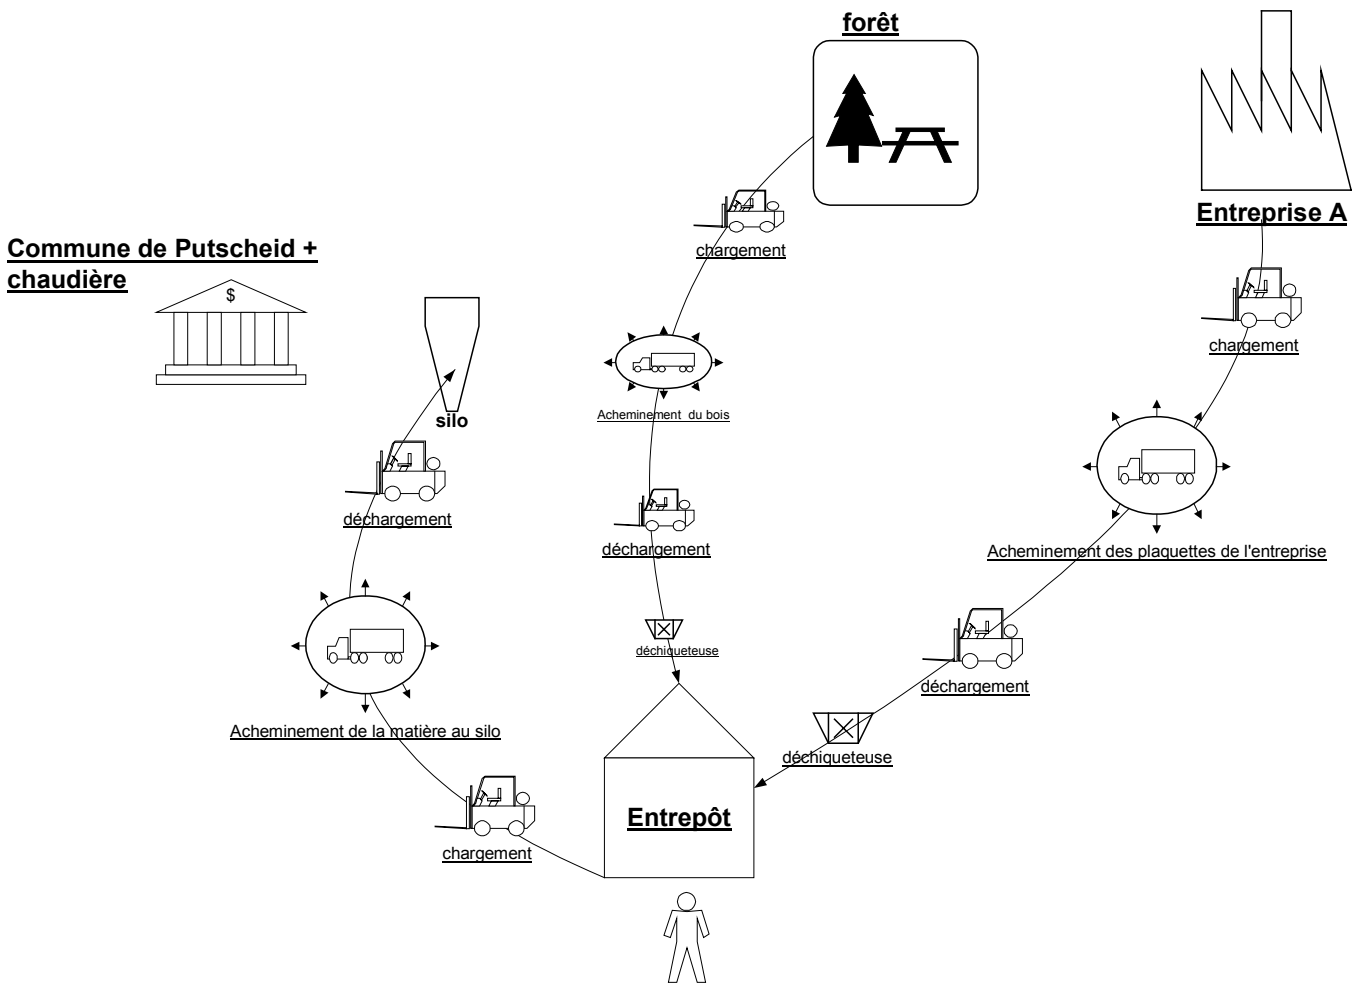 forêt
Entreprise A
chargement
Commune de Putscheid +
chaudière
$
chargement
Acheminement du bois
silo
déchargement
déchargement
Acheminement des plaquettes de l'entreprise
déchiqueteuse
déchargement
Acheminement de la matière au silo
déchiqueteuse
Entrepôt
chargement